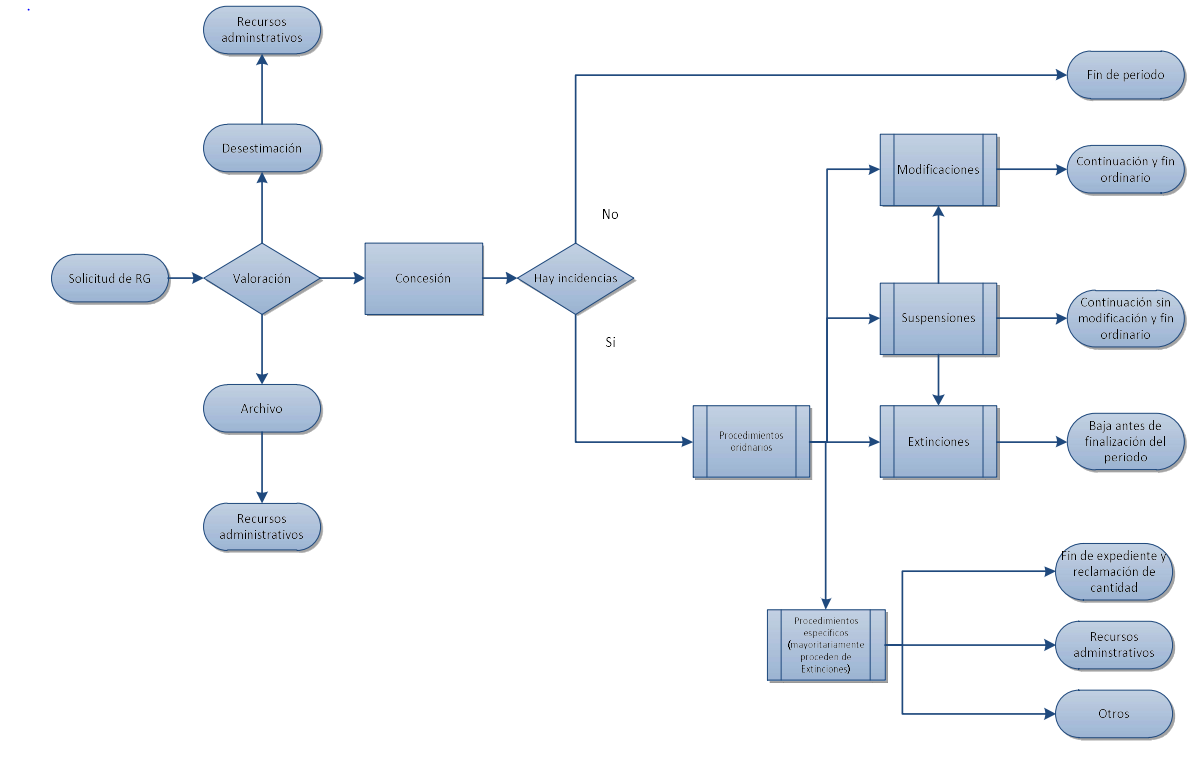 Recursos
adminstrativos
Fin de periodo
Desestimación
Modificaciones
Continuación y fin
ordinario
No
Solicitud de RG
Valoración
Concesión
Hay incidencias
Suspensiones
Continuación sin
modificación y fin
ordinario
Si
Archivo
Procedimientos
oridnarios
Extinciones
Baja antes de
finalización del
periodo
Recursos
administrativos
Fin de expediente y
reclamación de
cantidad
Procedimientos
específicos
(mayoritariamente
proceden de
Extinciones)
Recursos
adminstrativos
Otros